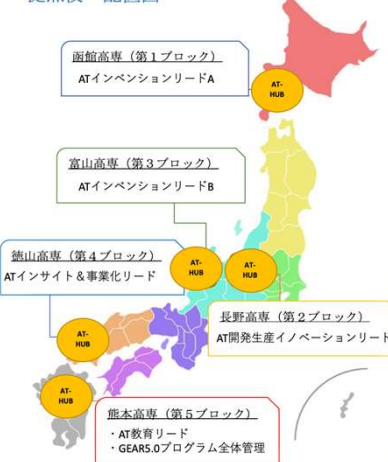 函館高専（第１ブロック）
ATインベンションリードA
AT-
HUB
富山高専（第３ブロック）
ATインベンションリードB
徳山高専（第４ブロック）
ATインサイト＆事業化リード
AT-
HUB
AT-
HUB
長野高専（第２ブロック）
AT開発生産イノベーションリード
AT-
HUB
AT-
HUB
熊本高専（第５ブロック）
・AT教育リード
・GEAR5.0プログラム全体管理